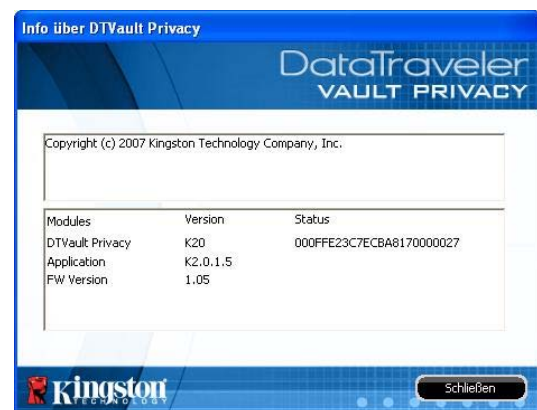 Info über DTVault Privacy
DataTraveler
VAULT PRIVACY
Copyright (c) 2007 Kingston Technology Company, Inc.
Modules Version Status
DTVault Privacy K20 000FFE23C7ECBA8170000027
Application K2.0.1.5
FW Version 1.05
Kingston
TECHNOLOGY
Schließen